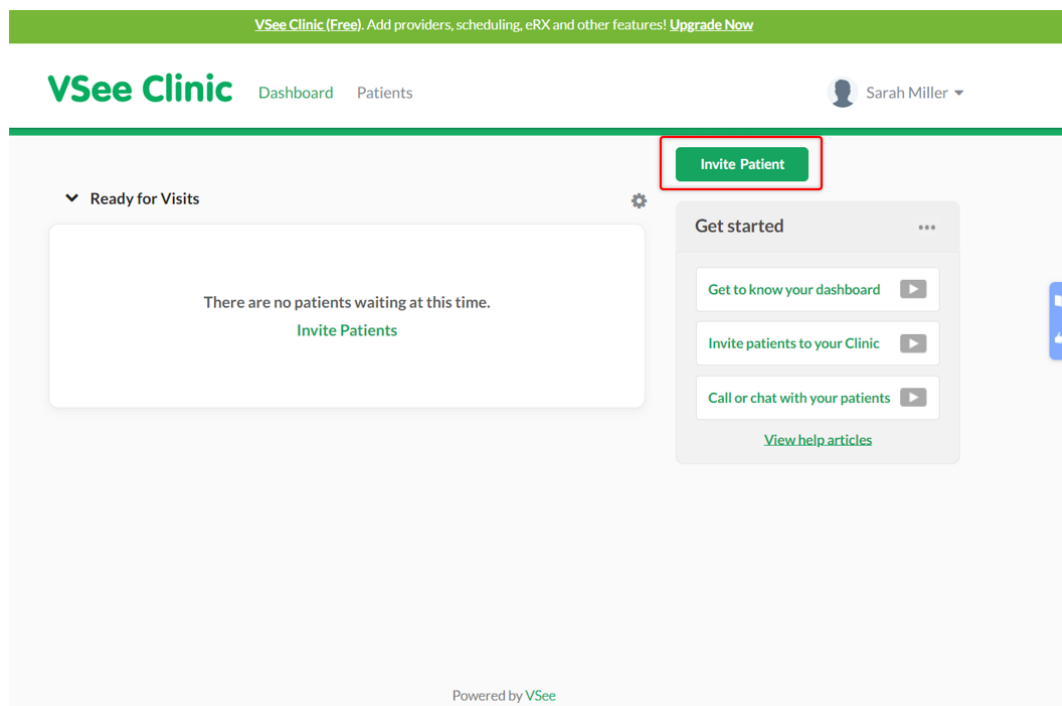 VSee Clinic (Free). Add providers, scheduling, eRX and other features! Upgrade Now
VSee Clinic Dashboard Patients Sarah Miller
Invite Patient
Ready for Visits
Get started
There are no patients waiting at this time.
Invite Patients
Get to know your dashboard
Invite patients to your Clinic
Call or chat with your patients
View help articles
Powered by VSee